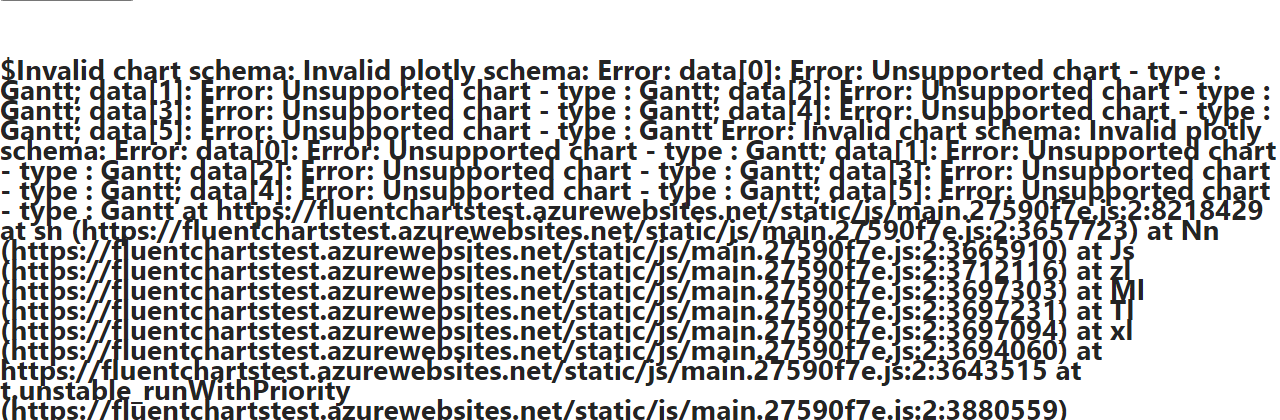 $Invalid chart schema: Invalid plotly schema: Error: data[0]: Error: Unsupported chart - type :
Gantt; data[1]: Error: Unsupported chart - type : Gantt; data[2]: Error: Unsupported chart - type :
Gantt; data[3]: Error: Unsupported chart - type : Gantt; data[4]: Error: Unsupported chart - type :
Gantt; data[5]: Error: Unsupported chart - type : Gantt Error: Invalid chart schema: Invalid plotly
schema: Error: data[0]: Error: Unsupported chart - type : Gantt; data[1]: Error: Unsupported chart
- type : Gantt; data[2]: Error: Unsupported chart - type : Gantt; data[3]: Error: Unsupported chart
- type : Gantt; data[4]: Error: Unsupported chart - type : Gantt; data[5]: Error: Unsupported chart
- type : Gantt at https://fluentchartstest.azurewebsites.net/static/js/main.27590f7e.js:2:8218429
at sh (https://fluentchartstest.azurewebsites.net/static/js/main.27590f7e.js:2:3657723) at Nn
(https://fluentchartstest.azurewebsites.net/static/js/main.27590f7e.js:2:3665910) at Js
(https://fluentchartstest.azurewebsites.net/static/js/main.27590f7e.js:2:3712116) at zl
(https://fluentchartstest.azurewebsites.net/static/js/main.27590f7e.js:2:3697303) at Ml
(https://fluentchartstest.azurewebsites.net/static/js/main.27590f7e.js:2:3697231) at Tl
(https://fluentchartstest.azurewebsites.net/static/js/main.27590f7e.js:2:3697094) at xl
(https://fluentchartstest.azurewebsites.net/static/js/main.27590f7e.js:2:3694060) at
https://fluentchartstest.azurewebsites.net/static/js/main.27590f7e.js:2:3643515 at
t.unstable_runWithPriority
(https://fluentchartstest.azurewebsites.net/static/js/main.27590f7e.js:2:3880559)